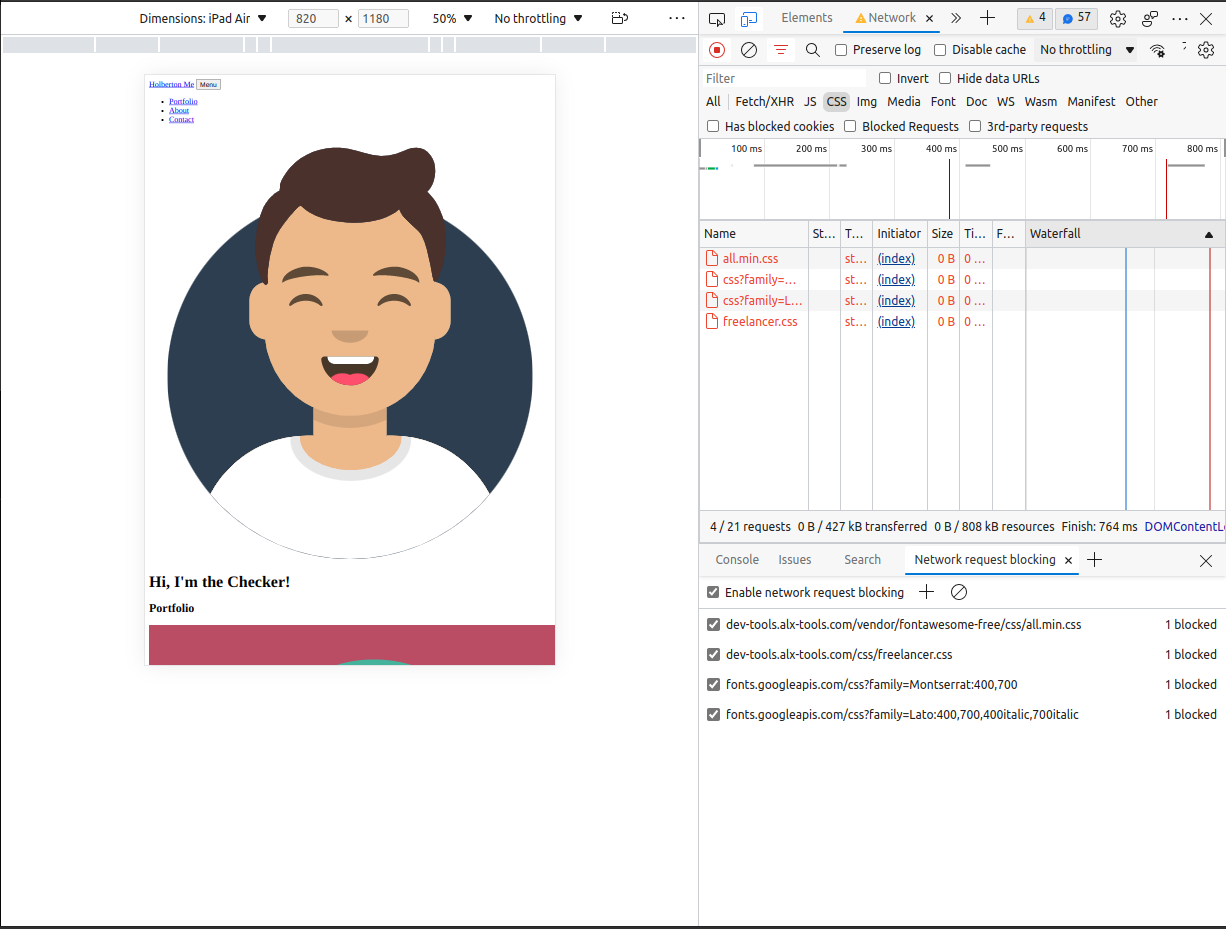 Dimensions: iPad Air ▼ 820 × 1180 50% ▼ No throttling ▼ ...
Elements Network × » + 4 57 ... ×
Preserve log Disable cache No throttling ▼
Filter Invert Hide data URLs
All Fetch/XHR JS CSS Img Media Font Doc WS Wasm Manifest Other
Has blocked cookies Blocked Requests 3rd-party requests
100 ms 200 ms 300 ms 400 ms 500 ms 600 ms 700 ms 800 ms
Name St... T... Initiator Size Ti... F... Waterfall ▲
all.min.css st... (index) 0 B 0 ...
css?family=... st... (index) 0 B 0 ...
css?family=L... st... (index) 0 B 0 ...
freelancer.css st... (index) 0 B 0 ...
4 / 21 requests 0 B / 427 kB transferred 0 B / 808 kB resources Finish: 764 ms DOMContentLo
Console Issues Search Network request blocking × +
Enable network request blocking +
dev-tools.alx-tools.com/vendor/fontawesome-free/css/all.min.css 1 blocked
dev-tools.alx-tools.com/css/freelancer.css 1 blocked
fonts.googleapis.com/css?family=Montserrat:400,700 1 blocked
fonts.googleapis.com/css?family=Lato:400,700,400italic,700italic 1 blocked
Holberton Me Menu
• Portfolio
• About
• Contact
Hi, I'm the Checker!
Portfolio